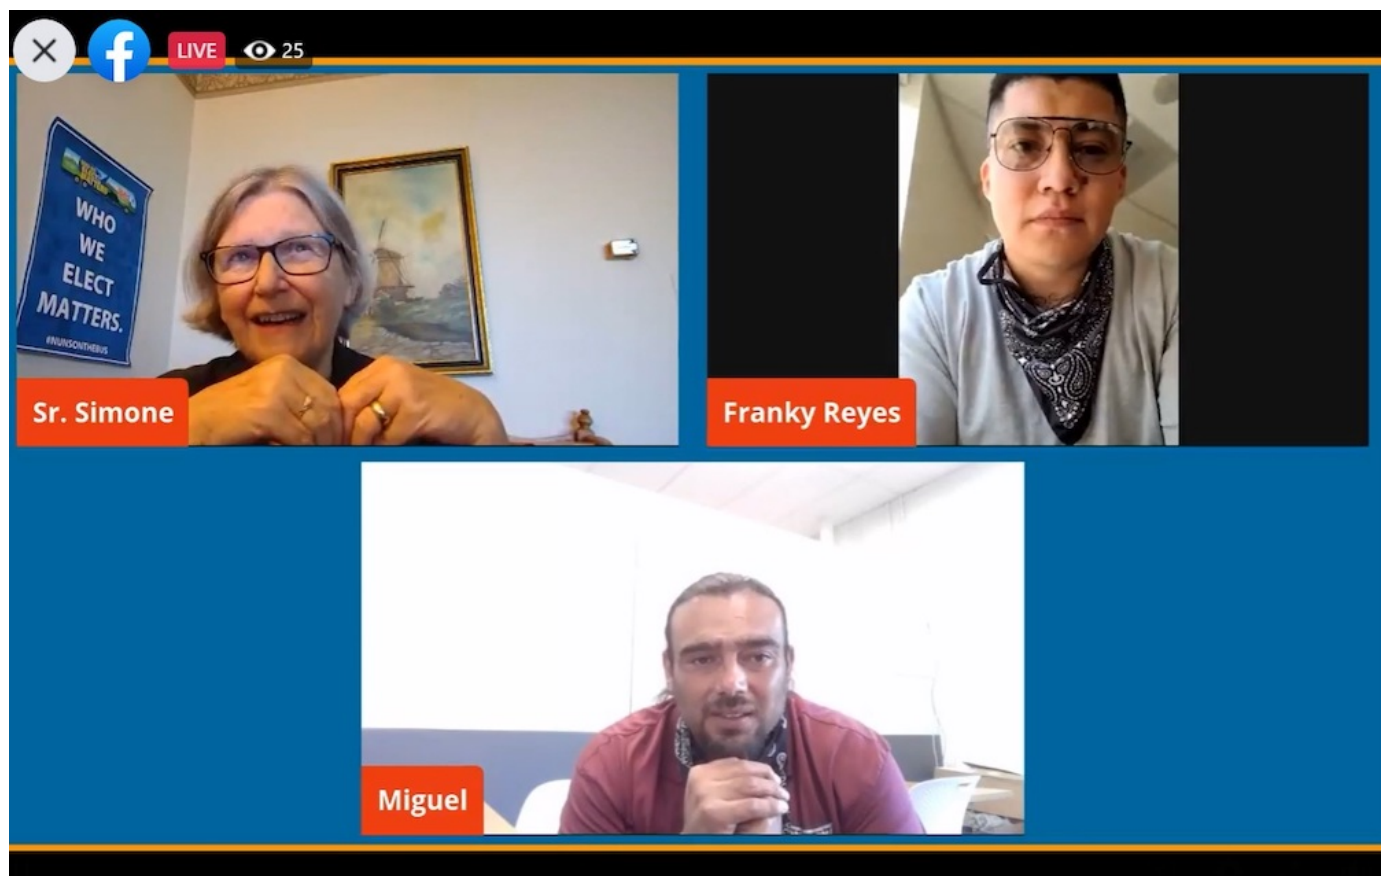 LIVE 25
WHO
WE
ELECT
MATTERS.
#NUNSONTHEBUS
Sr. Simone
Franky Reyes
Miguel